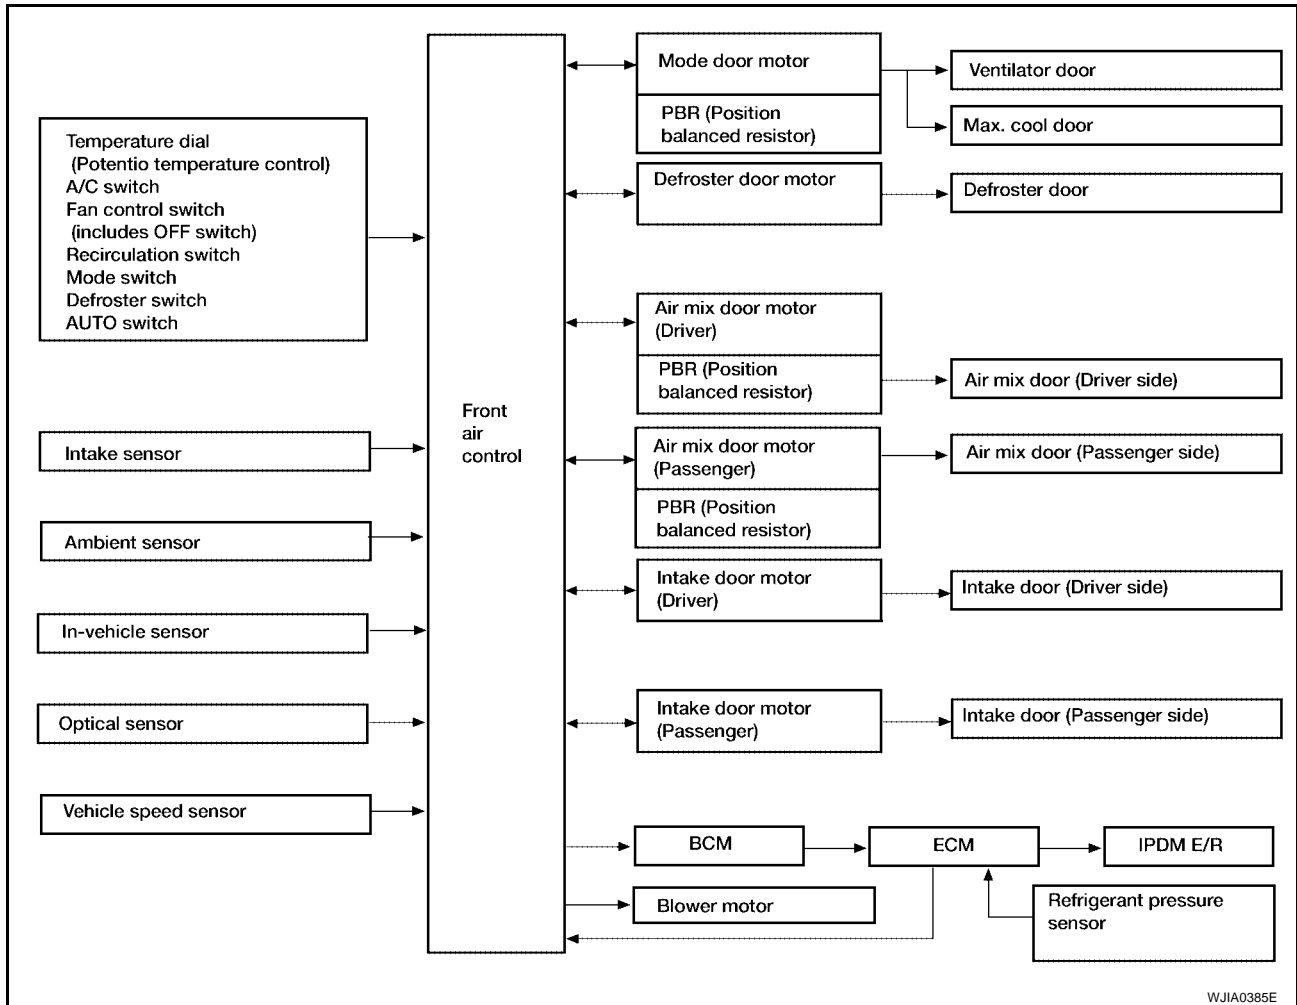 Temperature dial
(Potentio temperature control)
A/C switch
Fan control switch
(includes OFF switch)
Recirculation switch
Mode switch
Defroster switch
AUTO switch
Intake sensor
Ambient sensor
In-vehicle sensor
Optical sensor
Vehicle speed sensor
Front
air
control
Mode door motor
PBR (Position
balanced resistor)
Defroster door motor
Air mix door motor
(Driver)
PBR (Position
balanced resistor)
Air mix door motor
(Passenger)
PBR (Position
balanced resistor)
Intake door motor
(Driver)
Intake door motor
(Passenger)
BCM
Blower motor
Ventilator door
Max. cool door
Defroster door
Air mix door (Driver side)
Air mix door (Passenger side)
Intake door (Driver side)
Intake door (Passenger side)
ECM
IPDM E/R
Refrigerant pressure
sensor
WJIA0385E